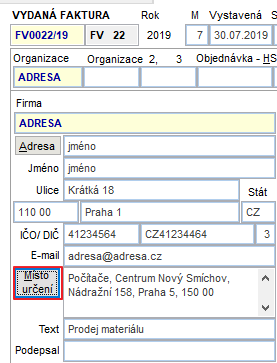 VYDANÁ FAKTURA Rok M Vystavená S
FV0022/19 FV 22 2019 7 30.07.2019
Organizace Organizace 2, 3 Objednávka - HS
ADRESA
Firma
ADRESA
Adresa jméno
Jméno jméno
Ulice Krátká 18 Stát
110 00 Praha 1 CZ
IČO/ DIČ 41234564 CZ41234464 3
E-mail adresa@adresa.cz
Místo určení Počítače, Centrum Nový Smíchov,
Nádražní 158, Praha 5, 150 00
Text Prodej materiálu
Podepsal